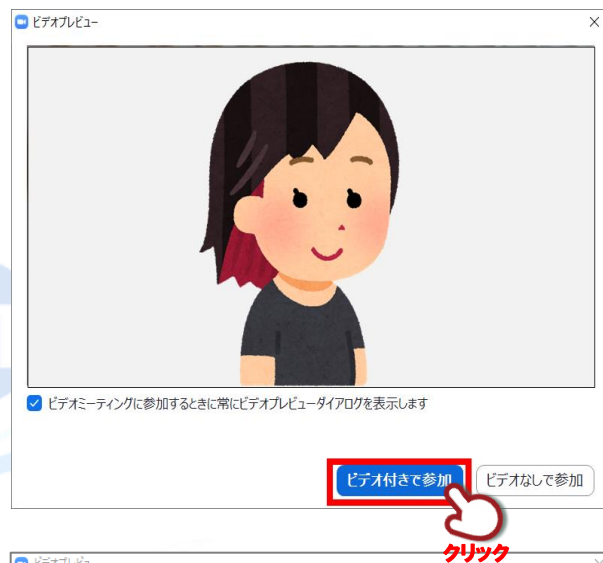 ビデオプレビュー
ビデオミーティングに参加するときに常にビデオプレビューダイアログを表示します
ビデオ付きで参加
ビデオなしで参加
クリック